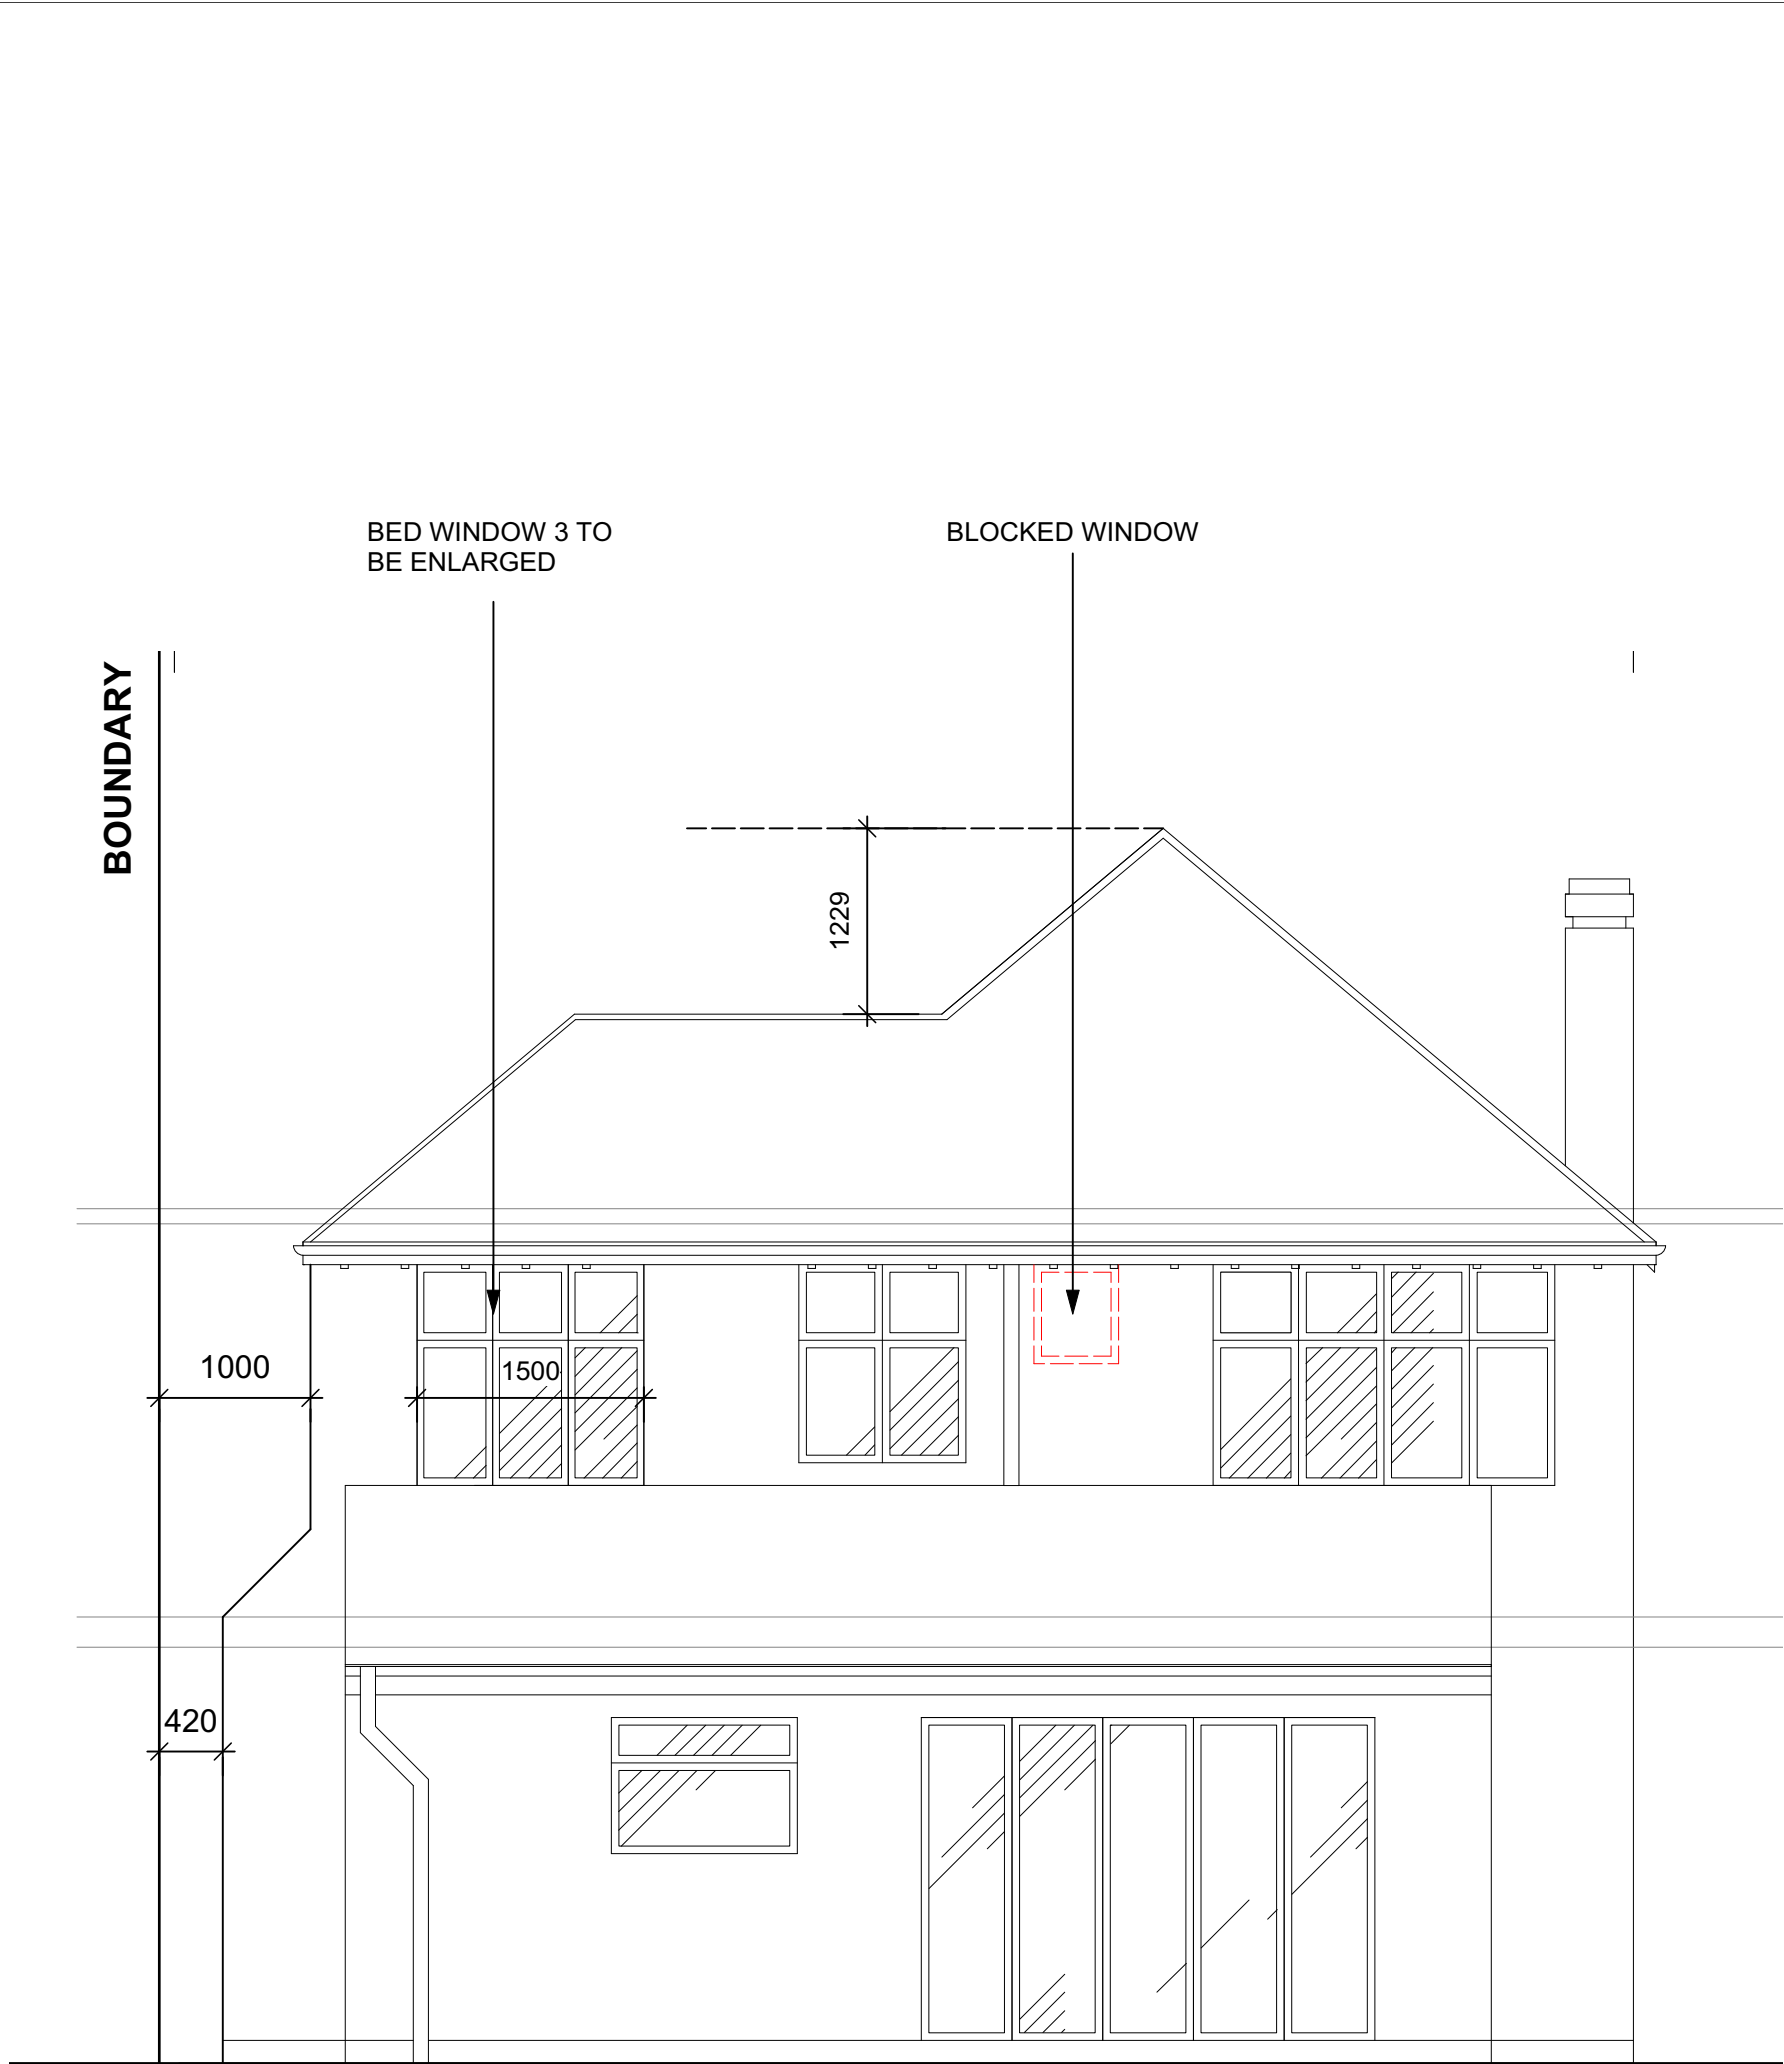 BED WINDOW 3 TO
BE ENLARGED
BLOCKED WINDOW
BOUNDARY
1229
1000
1500
420